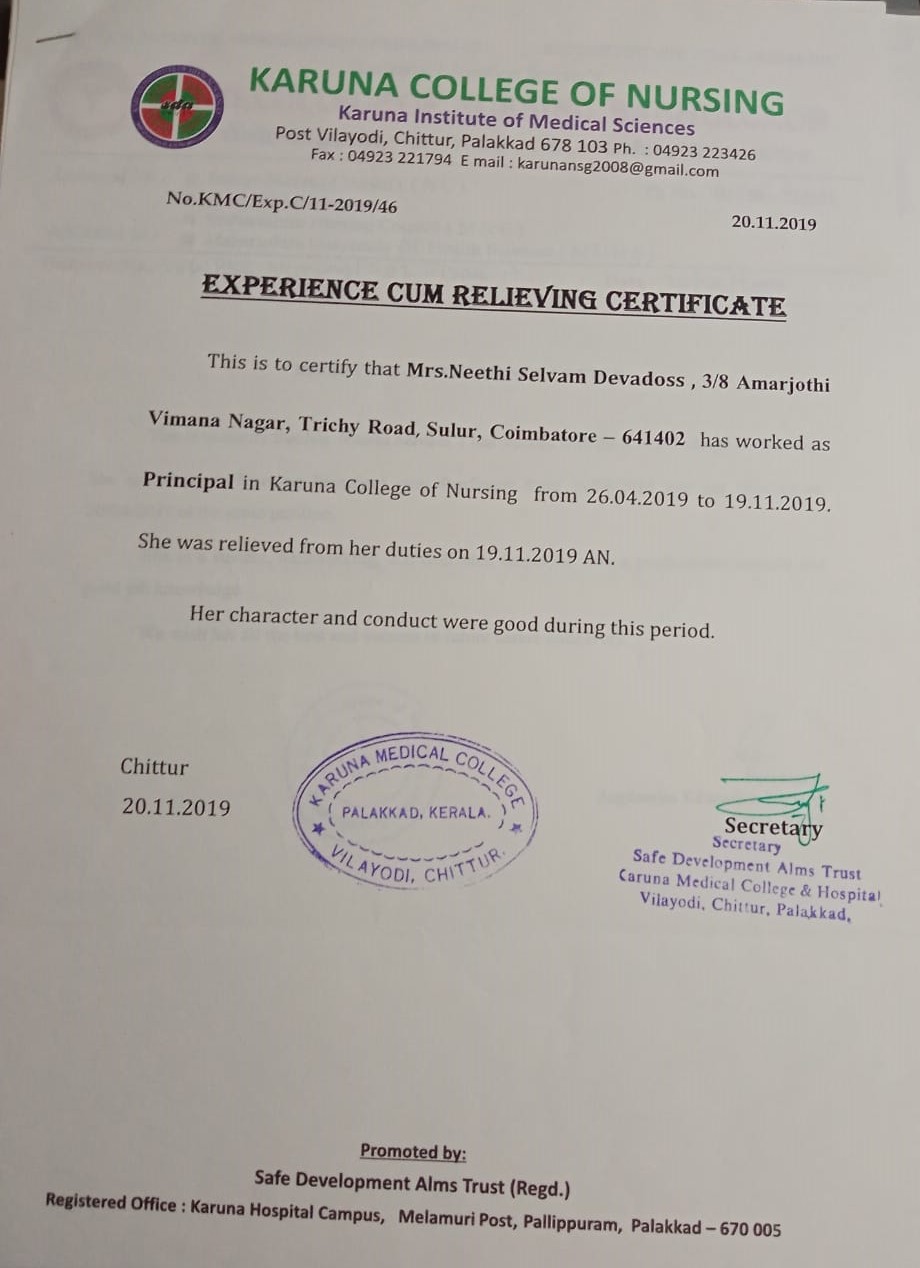 sda
KARUNA COLLEGE OF NURSING
Karuna Institute of Medical Sciences
Post Vilayodi, Chittur, Palakkad 678 103 Ph. : 04923 223426
Fax : 04923 221794 E mail : karunansg2008@gmail.com
No.KMC/Exp.C/11-2019/46
20.11.2019
EXPERIENCE CUM RELIEVING CERTIFICATE
This is to certify that Mrs.Neethi Selvam Devadoss , 3/8 Amarjothi
Vimana Nagar, Trichy Road, Sulur, Coimbatore – 641402 has worked as
Principal in Karuna College of Nursing from 26.04.2019 to 19.11.2019.
She was relieved from her duties on 19.11.2019 AN.
Her character and conduct were good during this period.
Chittur
20.11.2019
KARUNA MEDICAL COLLEGE
PALAKKAD, KERALA.
VILAYODI, CHITTUR.
Secretary
Secretary
Safe Development Alms Trust
Karuna Medical College & Hospital
Vilayodi, Chittur, Palakkad,
Promoted by:
Safe Development Alms Trust (Regd.)
Registered Office : Karuna Hospital Campus, Melamuri Post, Pallippuram, Palakkad – 670 005